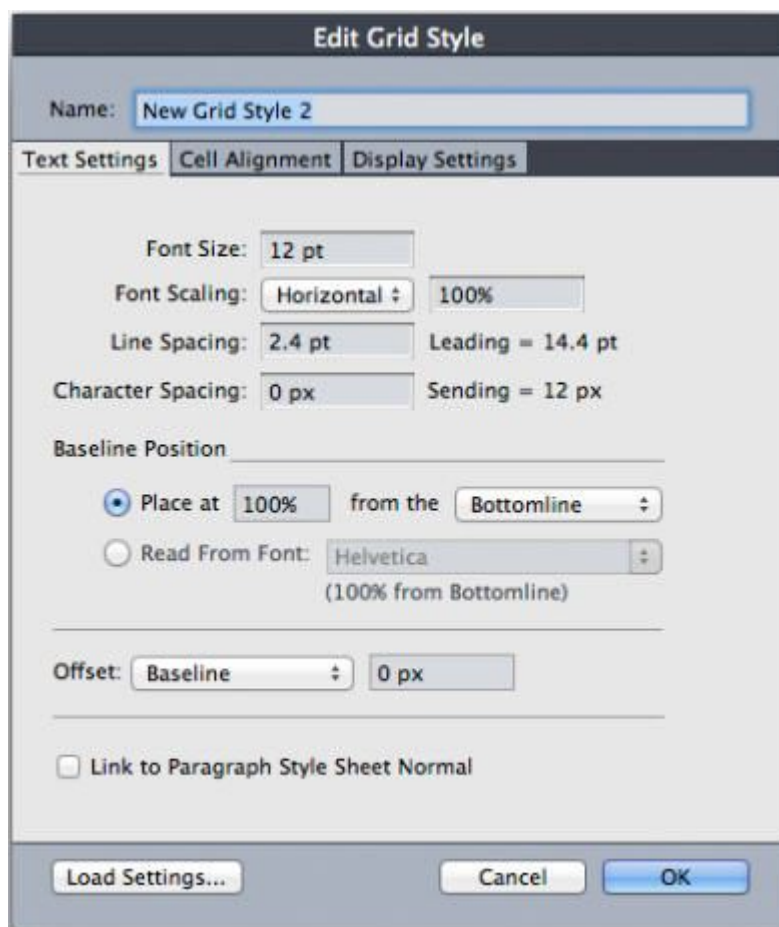 Edit Grid Style
Name: New Grid Style 2
Text Settings Cell Alignment Display Settings
Font Size: 12 pt
Font Scaling: Horizontal 100%
Line Spacing: 2.4 pt Leading = 14.4 pt
Character Spacing: 0 px Sending = 12 px
Baseline Position
Place at 100% from the Bottomline
Read From Font: Helvetica
(100% from Bottomline)
Offset: Baseline 0 px
Link to Paragraph Style Sheet Normal
Load Settings... Cancel OK